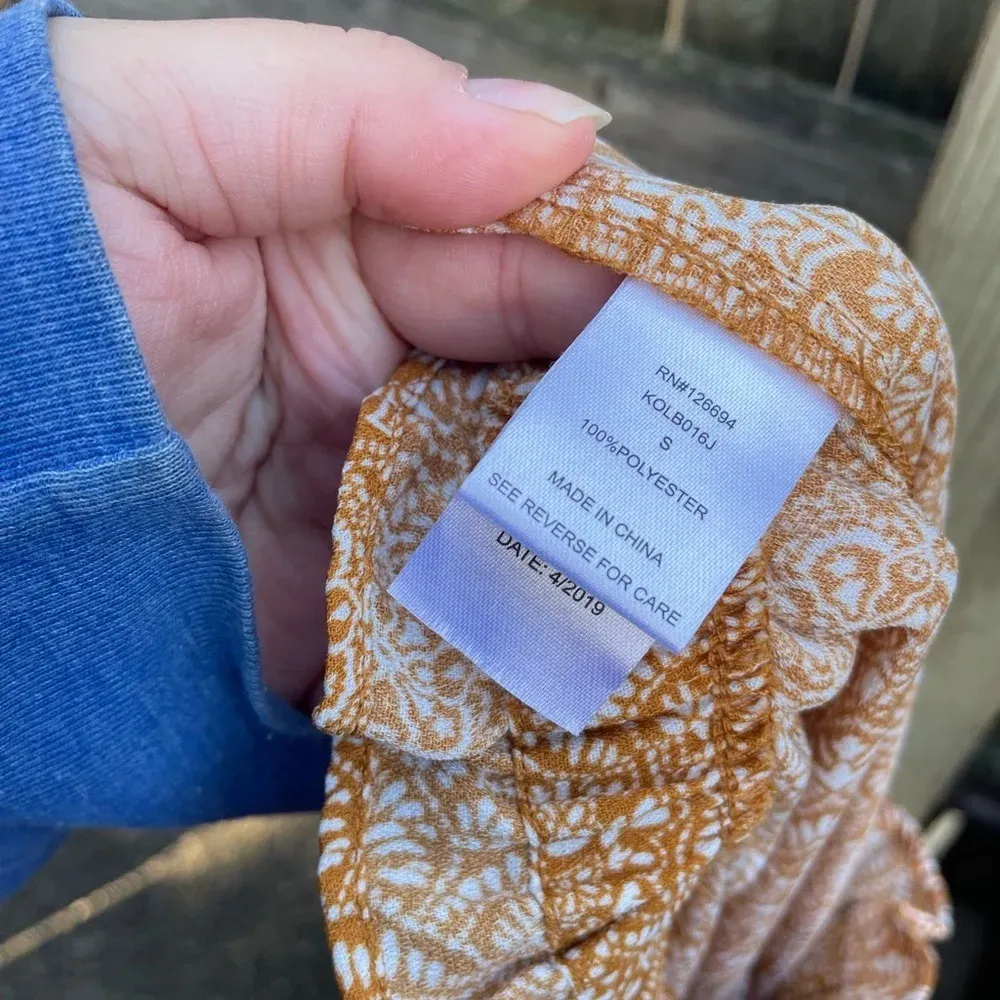 RN#126694
KOLB016J
S
100%POLYESTER
MADE IN CHINA
SEE REVERSE FOR CARE
DATE: 4/2019